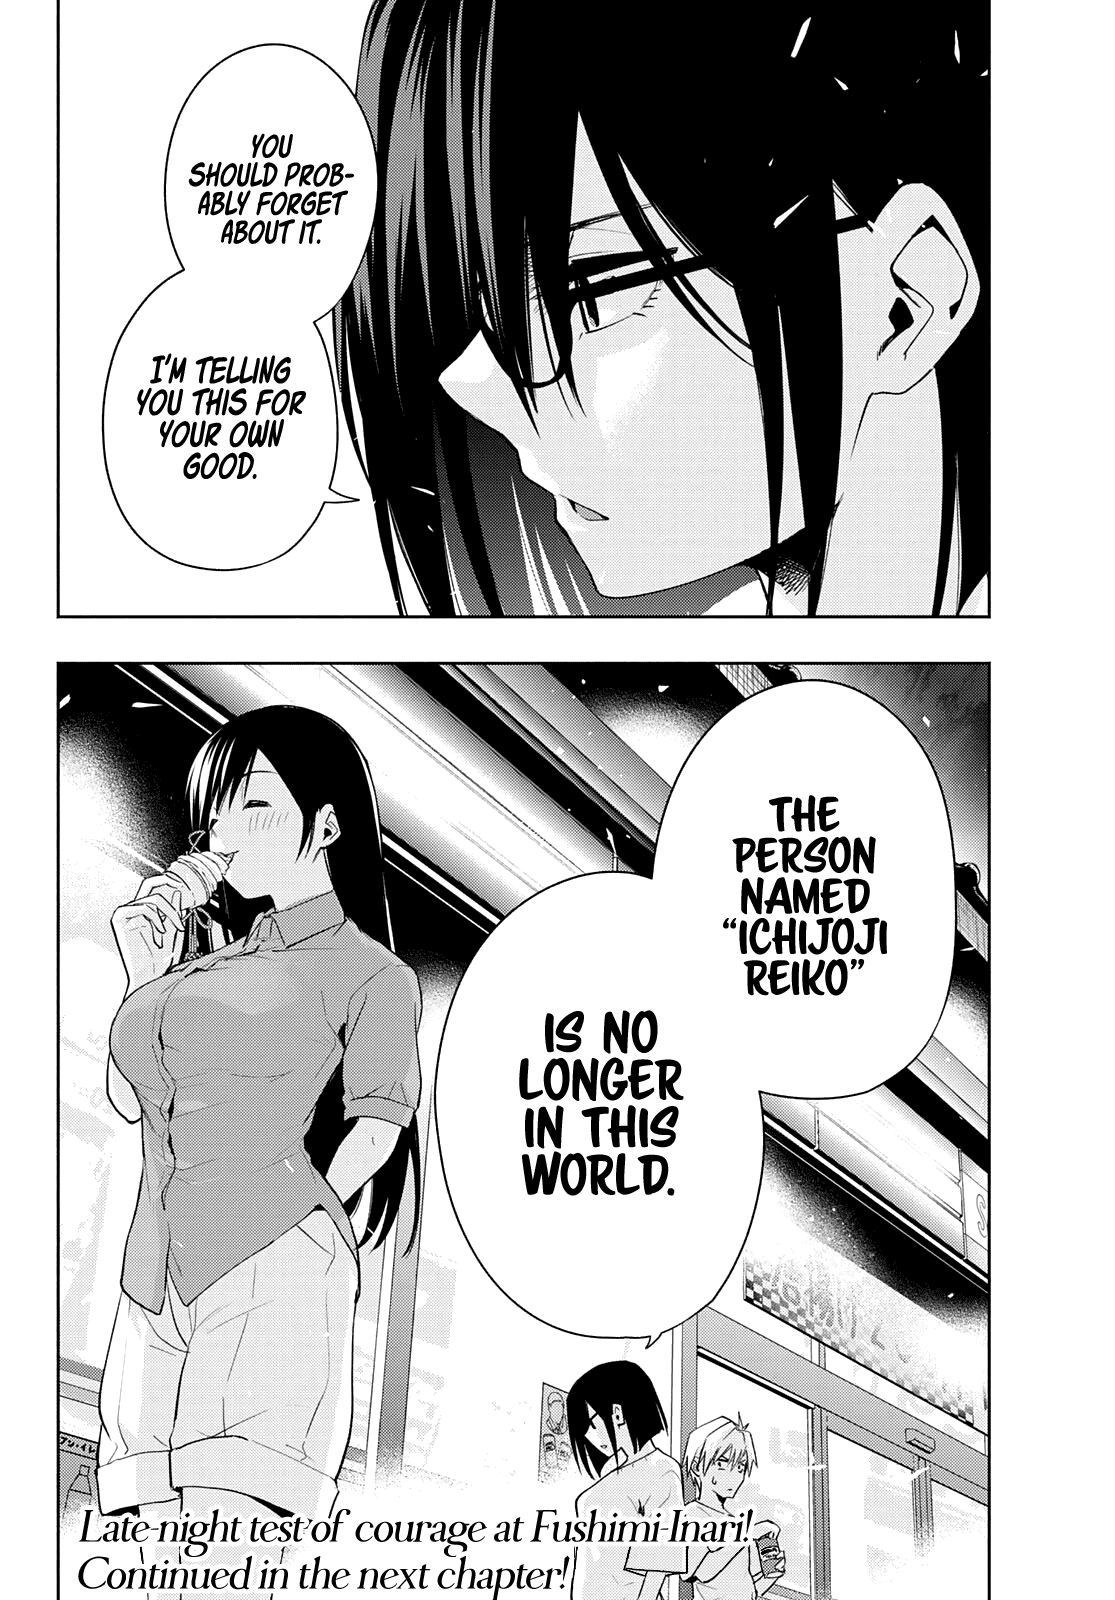 YOU
SHOULD PROB-
ABLY FORGET
ABOUT IT.
I'M TELLING
YOU THIS FOR
YOUR OWN
GOOD.
THE
PERSON
NAMED
"ICHIJOJI
REIKO"
IS NO
LONGER
IN THIS
WORLD.
Late-night test of courage at Fushimi-Inari!
Continued in the next chapter!